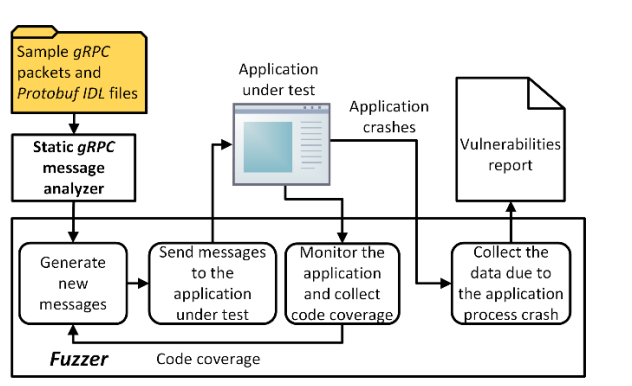 Sample gRPC
packets and
Protobuf IDL files
Static gRPC
message
analyzer
Application
under test
Application
crashes
Vulnerabilities
report
Generate
new
messages
Send messages
to the
application
under test
Monitor the
application
and collect
code coverage
Collect the
data due to
the application
process crash
Fuzzer
Code coverage